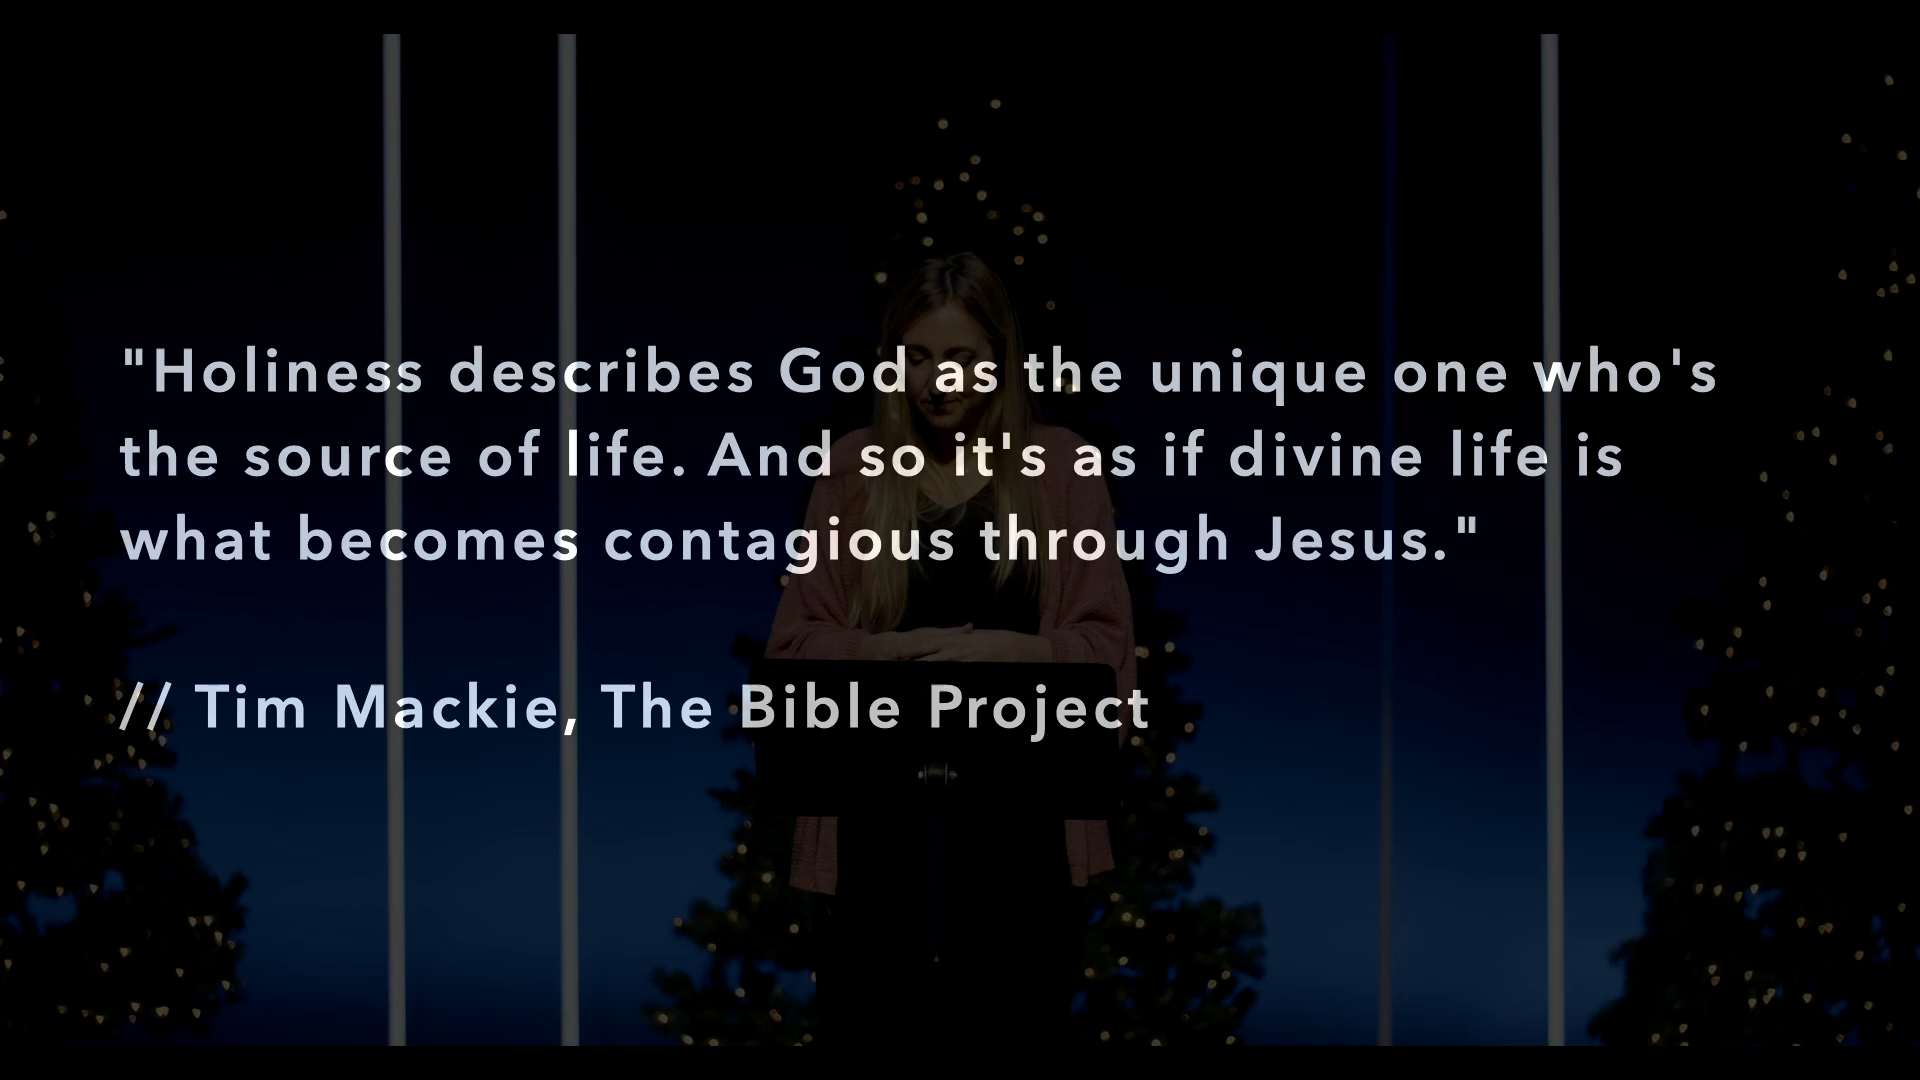 "Holiness describes God as the unique one who's
the source of life. And so it's as if divine life is
what becomes contagious through Jesus."
// Tim Mackie, The Bible Project